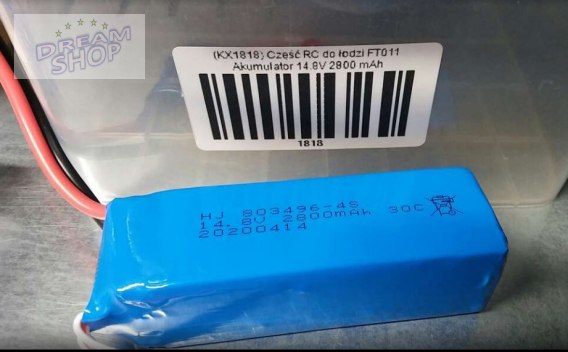 DREAM
SHOP
(KX1818) Część RC do łodzi FT011
Akumulator 14.8V 2800 mAh
1818
HJ 803496-4S
14.8V 2800mAh 30C
20200414